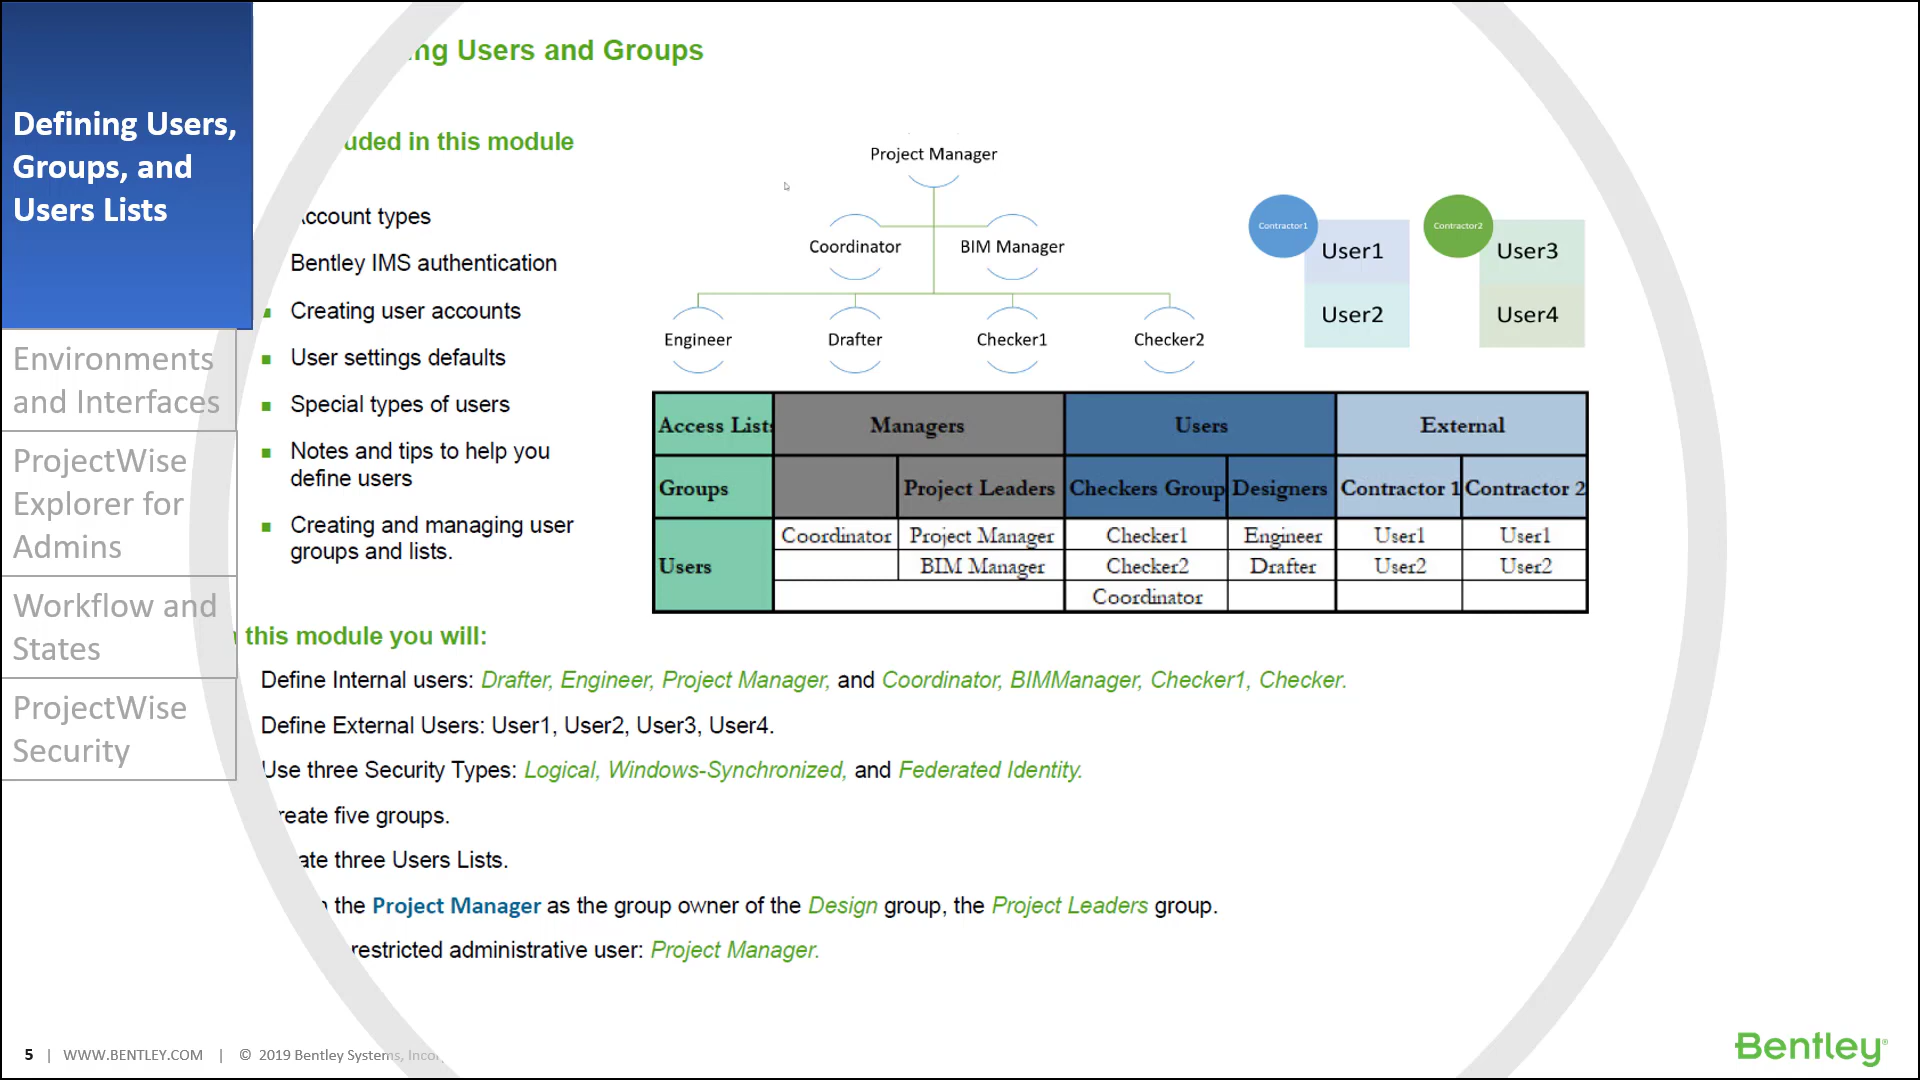 ng Users and Groups
Defining Users,
Groups, and
Users Lists
Environments
and Interfaces
ProjectWise
Explorer for
Admins
Workflow and
States
ProjectWise
Security
uded in this module
Account types
Bentley IMS authentication
Creating user accounts
User settings defaults
Special types of users
Notes and tips to help you
define users
Creating and managing user
groups and lists.
Project Manager
Coordinator BIM Manager
Engineer Drafter Checker1 Checker2
Contractor1 User1 User2
Contractor2 User3 User4
Access Lists Managers Users External
Groups Project Leaders Checkers Group Designers Contractor 1 Contractor 2
Users Coordinator Project Manager Checker1 Engineer User1 User1
BIM Manager Checker2 Drafter User2 User2
Coordinator
this module you will:
Define Internal users: Drafter, Engineer, Project Manager, and Coordinator, BIMManager, Checker1, Checker.
Define External Users: User1, User2, User3, User4.
Use three Security Types: Logical, Windows-Synchronized, and Federated Identity.
reate five groups.
ate three Users Lists.
the Project Manager as the group owner of the Design group, the Project Leaders group.
restricted administrative user: Project Manager.
5 | WWW.BENTLEY.COM | © 2019 Bentley Systems, Incor
Bentley®